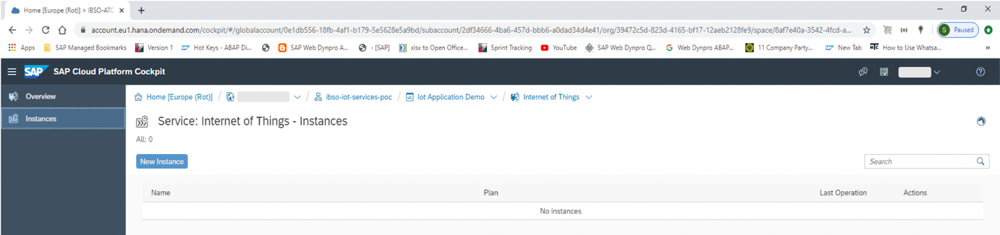 Home [Europe (Rot)] > IBSO-ATC
account.eu1.hana.ondemand.com/cockpit/#/globalaccount/0e1db556-18fb-4af1-b179-5e5628e5a9bd/subaccount/2df34666-4ba6-457d-bbb6-a0dad34d4e41/org/39472c5d-823d-4165-bf17-12aeb2128fe9/space/8af7e40a-3542-4fcd-a... S Paused
Apps SAP Managed Bookmarks Version 1 Hot Keys - ABAP Di... SAP Web Dynpro A... - [SAP] xlsx to Open Office... Sprint Tracking YouTube SAP Web Dynpro Q... G Web Dynpro ABAP... 11 Company Party... New Tab How to Use Whatsa... »
SAP SAP Cloud Platform Cockpit
Overview
Home [Europe (Rot)] / / ibso-iot-services-poc / Iot Application Demo / Internet of Things
Instances
Service: Internet of Things - Instances
All: 0
New Instance
Search
Name Plan Last Operation Actions
No instances